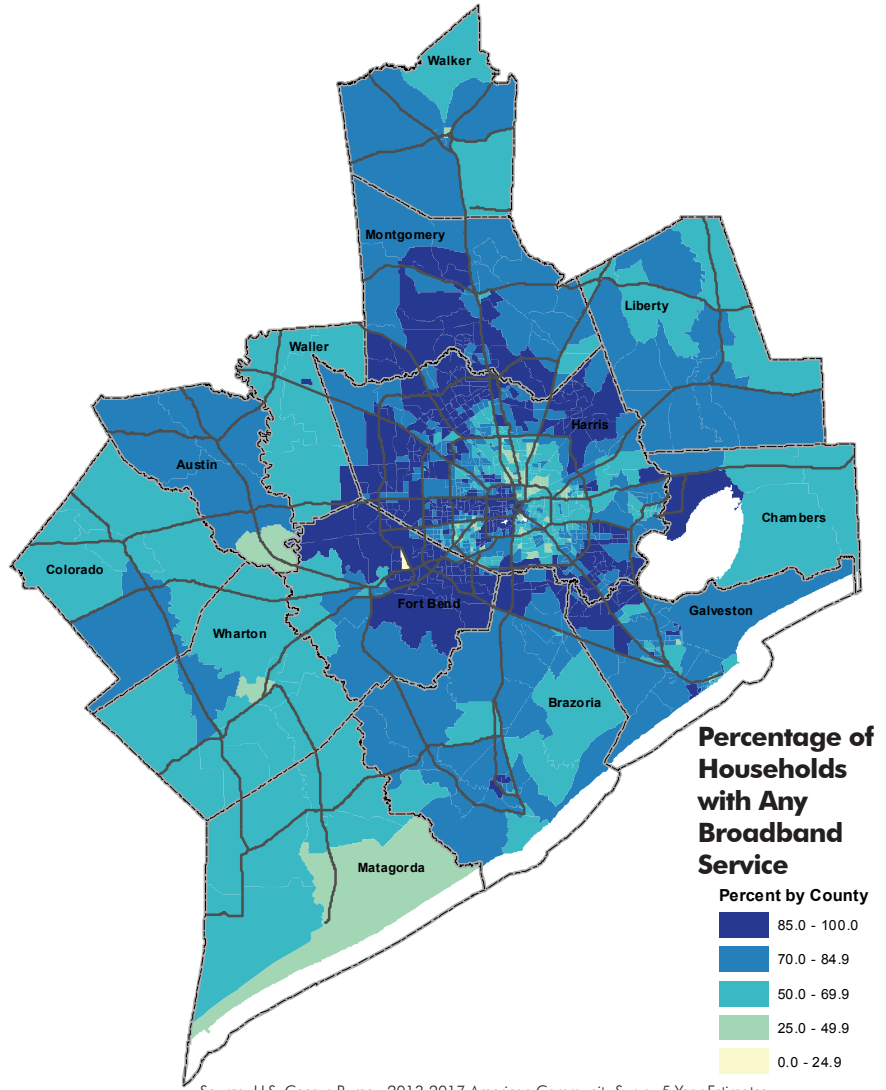 Walker
Montgomery
Liberty
Waller
Harris
Austin
Chambers
Colorado
Fort Bend
Galveston
Wharton
Brazoria
Matagorda
Percentage of
Households
with Any
Broadband
Service
Percent by County
85.0 - 100.0
70.0 - 84.9
50.0 - 69.9
25.0 - 49.9
0.0 - 24.9